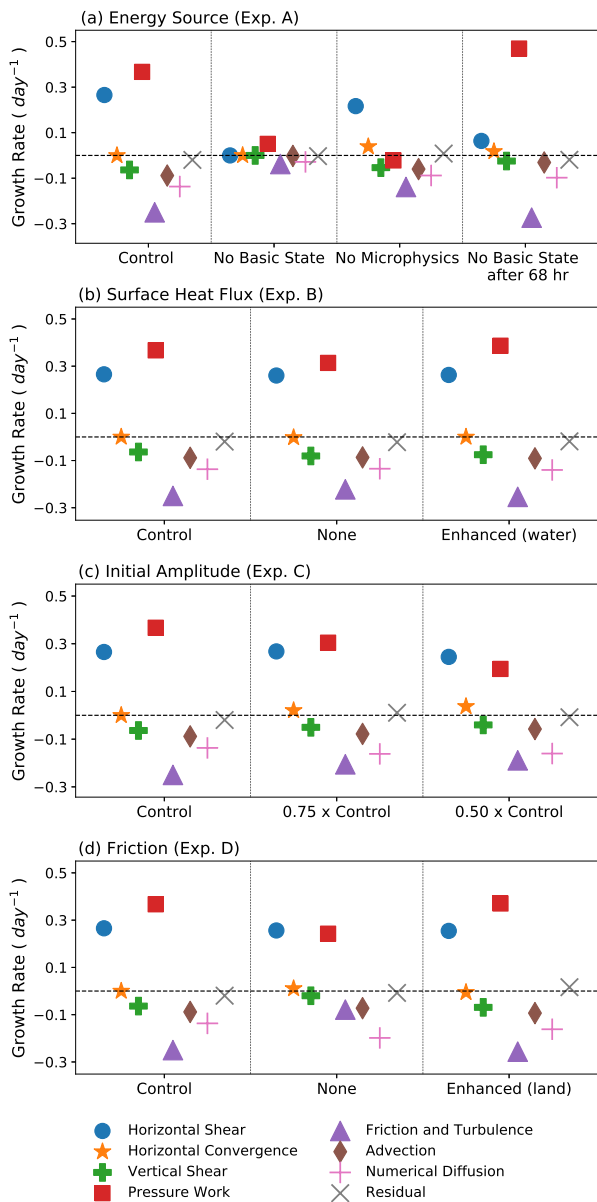 (a) Energy Source (Exp. A)
Growth Rate ( day⁻¹ )
0.5
0.3
0.1
−0.1
−0.3
Control
No Basic State
No Microphysics
No Basic State
after 68 hr
(b) Surface Heat Flux (Exp. B)
Growth Rate ( day⁻¹ )
0.5
0.3
0.1
−0.1
−0.3
Control
None
Enhanced (water)
(c) Initial Amplitude (Exp. C)
Growth Rate ( day⁻¹ )
0.5
0.3
0.1
−0.1
−0.3
Control
0.75 x Control
0.50 x Control
(d) Friction (Exp. D)
Growth Rate ( day⁻¹ )
0.5
0.3
0.1
−0.1
−0.3
Control
None
Enhanced (land)
Horizontal Shear
Horizontal Convergence
Vertical Shear
Pressure Work
Friction and Turbulence
Advection
Numerical Diffusion
Residual